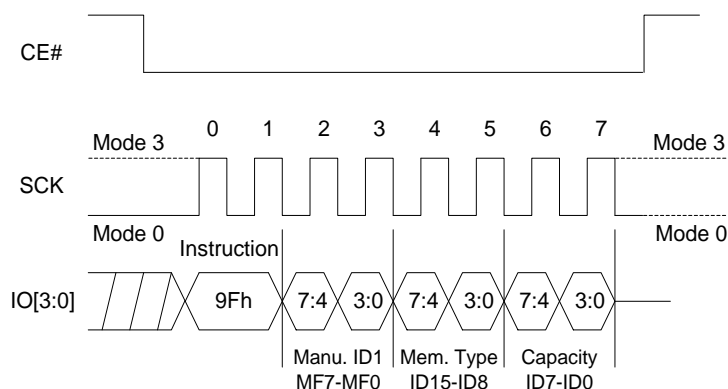 CE#
0 1 2 3 4 5 6 7
Mode 3 Mode 3
SCK
Mode 0 Mode 0
Instruction
IO[3:0] 9Fh 7:4 3:0 7:4 3:0 7:4 3:0
Manu. ID1 Mem. Type Capacity
MF7-MF0 ID15-ID8 ID7-ID0